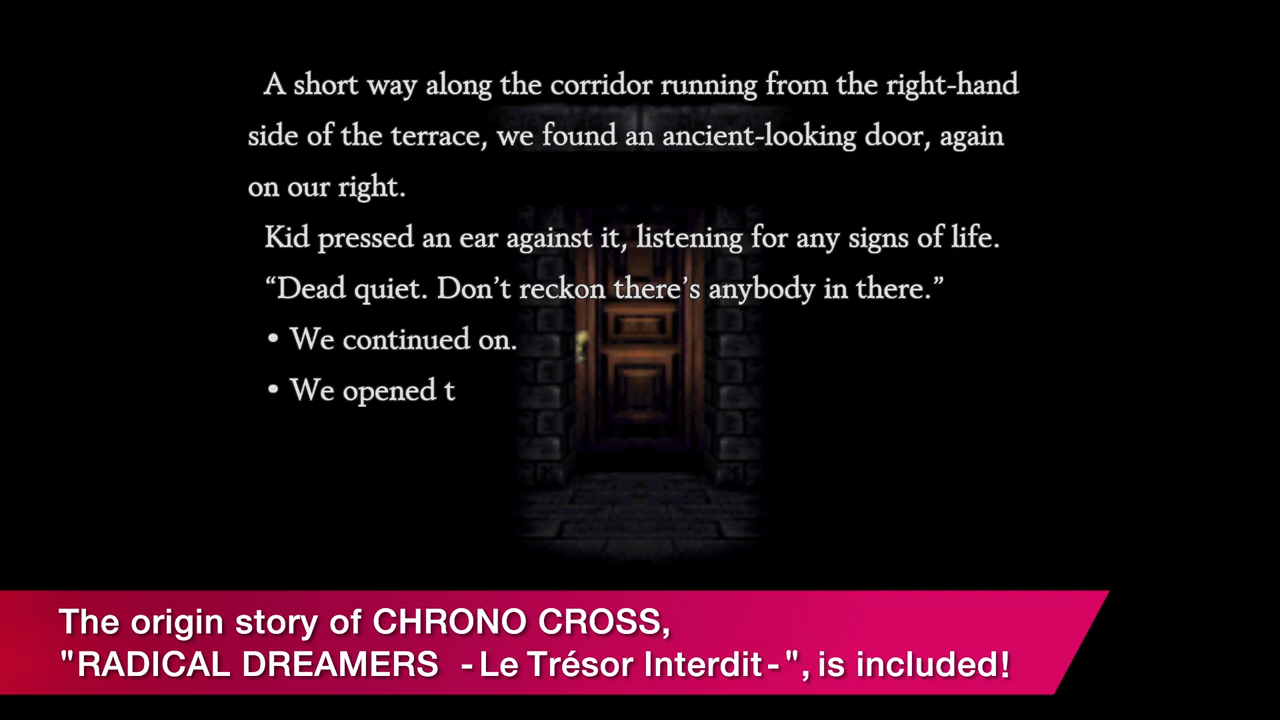 A short way along the corridor running from the right-hand
side of the terrace, we found an ancient-looking door, again
on our right.
Kid pressed an ear against it, listening for any signs of life.
“Dead quiet. Don’t reckon there’s anybody in there.”
• We continued on.
• We opened t
The origin story of CHRONO CROSS,
"RADICAL DREAMERS -Le Trésor Interdit-", is included!